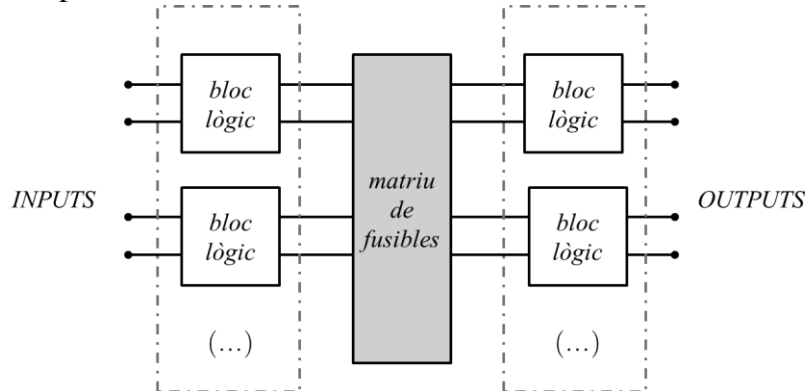 bloc
lògic
bloc
lògic
matriu
de
fusibles
INPUTS
OUTPUTS
bloc
lògic
bloc
lògic
(...)
(...)